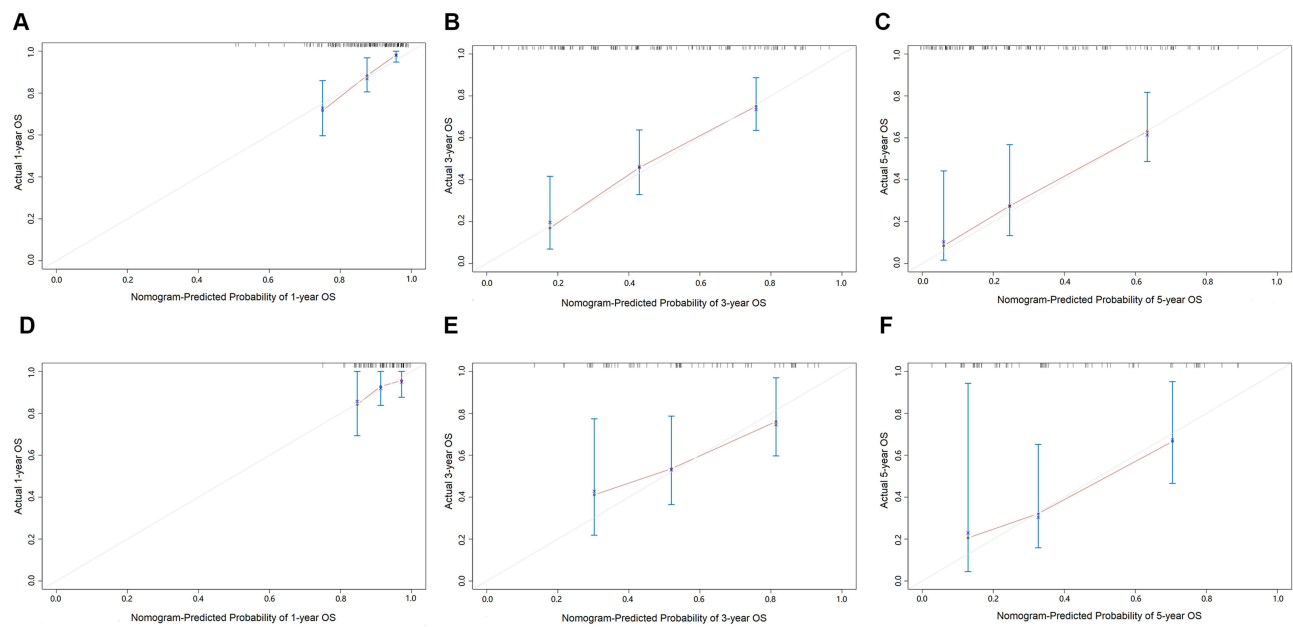 A
B
C
Actual 1-year OS
0.0 0.2 0.4 0.6 0.8 1.0
0.0 0.2 0.4 0.6 0.8 1.0
Nomogram-Predicted Probability of 1-year OS
Actual 3-year OS
0.0 0.2 0.4 0.6 0.8 1.0
0.0 0.2 0.4 0.6 0.8 1.0
Nomogram-Predicted Probability of 3-year OS
Actual 5-year OS
0.0 0.2 0.4 0.6 0.8 1.0
0.0 0.2 0.4 0.6 0.8 1.0
Nomogram-Predicted Probability of 5-year OS
D
E
F
Actual 1-year OS
0.0 0.2 0.4 0.6 0.8 1.0
0.0 0.2 0.4 0.6 0.8 1.0
Nomogram-Predicted Probability of 1-year OS
Actual 3-year OS
0.0 0.2 0.4 0.6 0.8 1.0
0.0 0.2 0.4 0.6 0.8 1.0
Nomogram-Predicted Probability of 3-year OS
Actual 5-year OS
0.0 0.2 0.4 0.6 0.8 1.0
0.0 0.2 0.4 0.6 0.8 1.0
Nomogram-Predicted Probability of 5-year OS